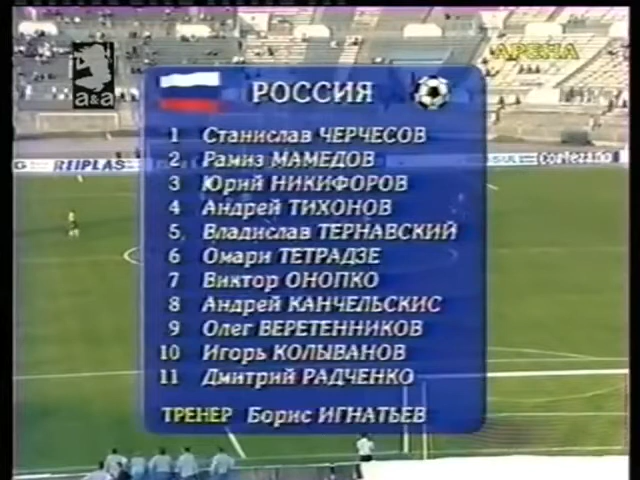 АРЕНА
a&a
РОССИЯ
1 Станислав ЧЕРЧЕСОВ
2 Рамиз МАМЕДОВ
3 Юрий НИКИФОРОВ
4 Андрей ТИХОНОВ
5. Владислав ТЕРНАВСКИЙ
6 Омари ТЕТРАДЗЕ
7 Виктор ОНОПКО
8 Андрей КАНЧЕЛЬСКИС
9 Олег ВЕРЕТЕННИКОВ
10 Игорь КОЛЫВАНОВ
11 Дмитрий РАДЧЕНКО
ТРЕНЕР Борис ИГНАТЬЕВ
REIPLAS
cortezano